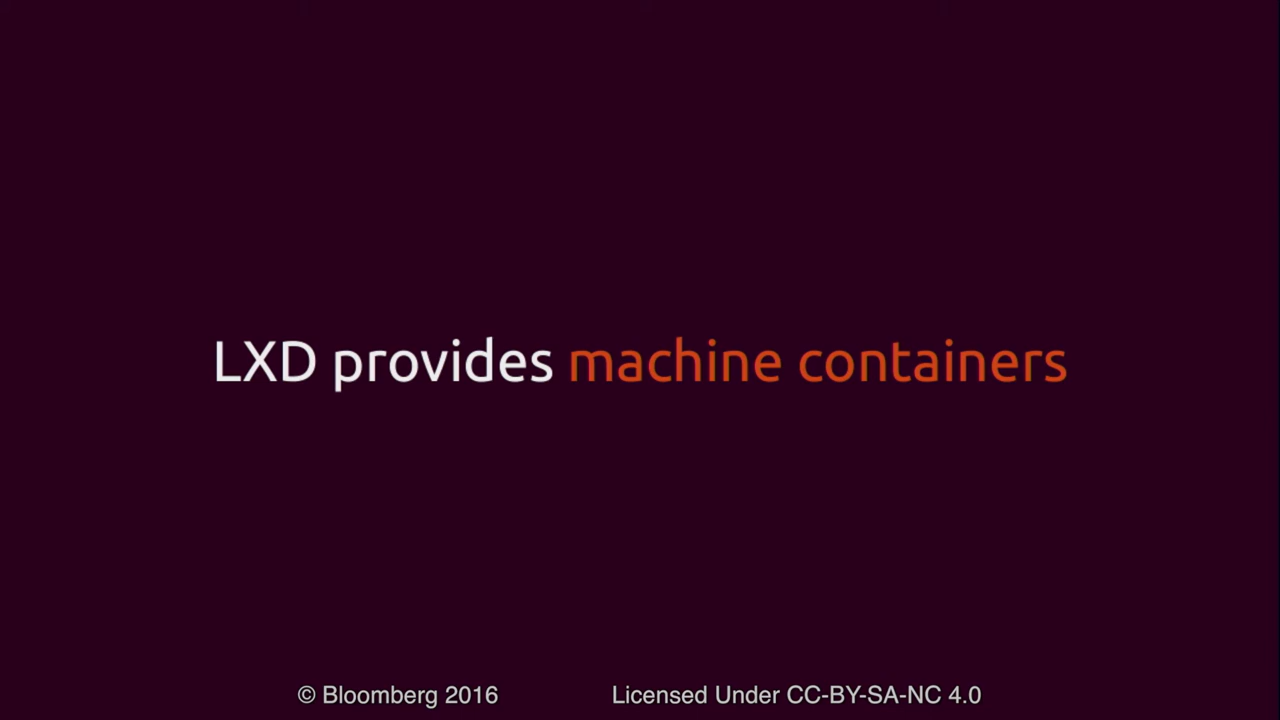 LXD provides machine containers
© Bloomberg 2016 Licensed Under CC-BY-SA-NC 4.0